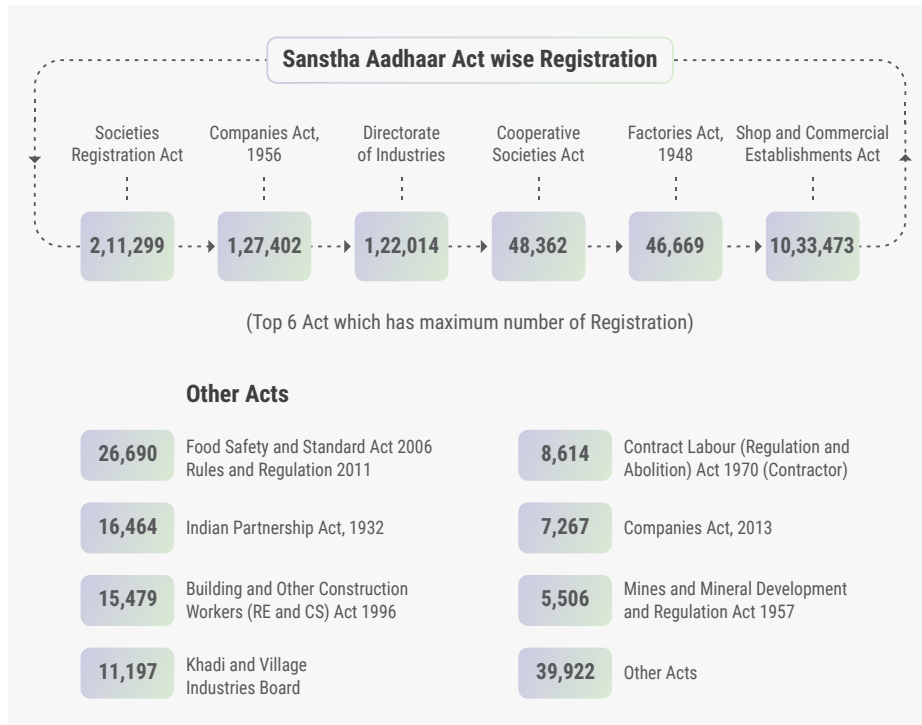 Sanstha Aadhaar Act wise Registration
Societies
Registration Act
Companies Act,
1956
Directorate
of Industries
Cooperative
Societies Act
Factories Act,
1948
Shop and Commercial
Establishments Act
2,11,299
1,27,402
1,22,014
48,362
46,669
10,33,473
(Top 6 Act which has maximum number of Registration)
Other Acts
26,690
Food Safety and Standard Act 2006
Rules and Regulation 2011
8,614
Contract Labour (Regulation and
Abolition) Act 1970 (Contractor)
16,464
Indian Partnership Act, 1932
7,267
Companies Act, 2013
15,479
Building and Other Construction
Workers (RE and CS) Act 1996
5,506
Mines and Mineral Development
and Regulation Act 1957
11,197
Khadi and Village
Industries Board
39,922
Other Acts